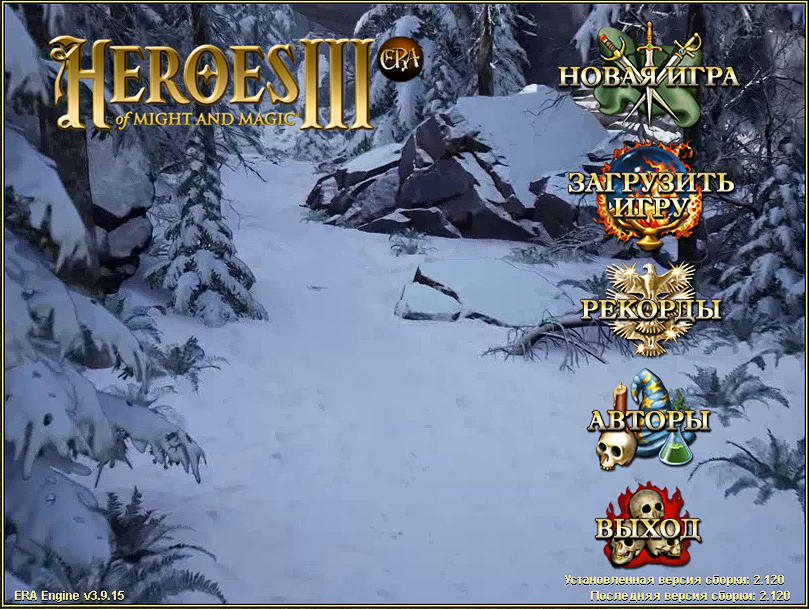 HEROES III ERA
of MIGHT AND MAGIC
НОВАЯ ИГРА
ЗАГРУЗИТЬ
ИГРУ
РЕКОРДЫ
АВТОРЫ
ВЫХОД
Установленная версия сборки: 2.120
ERA Engine v3.9.15
Последняя версия сборки: 2.120